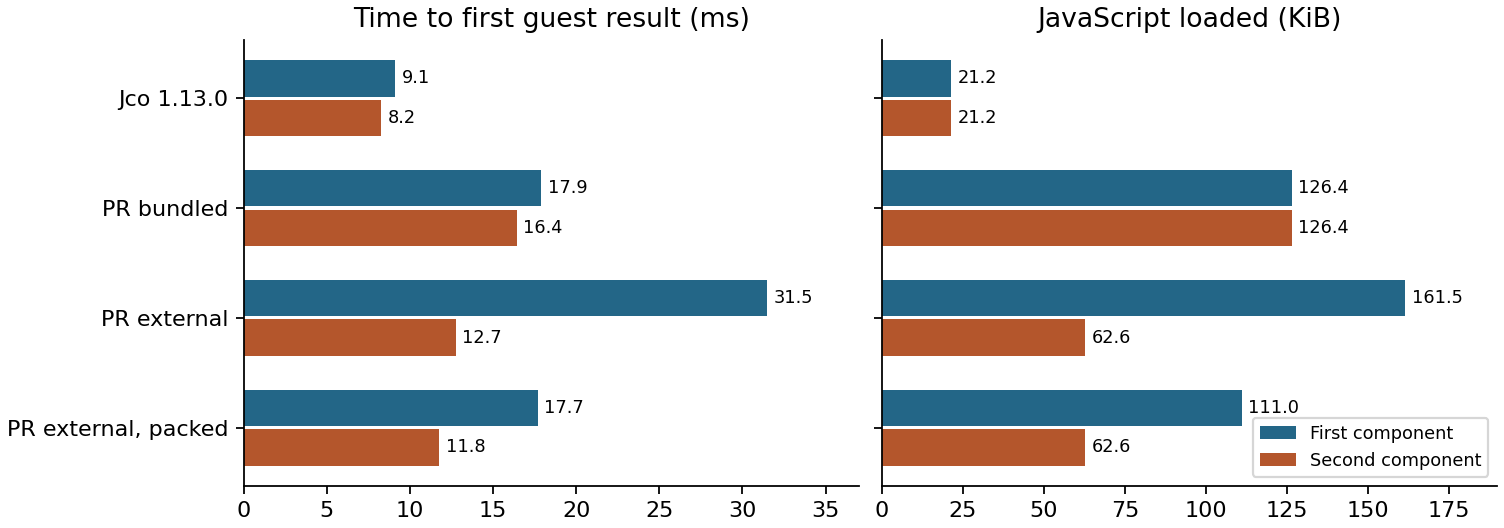 Time to first guest result (ms)
Jco 1.13.0
9.1
8.2
PR bundled
17.9
16.4
PR external
31.5
12.7
PR external, packed
17.7
11.8
0 5 10 15 20 25 30 35
JavaScript loaded (KiB)
21.2
21.2
126.4
126.4
161.5
62.6
111.0
62.6
First component
Second component
0 25 50 75 100 125 150 175